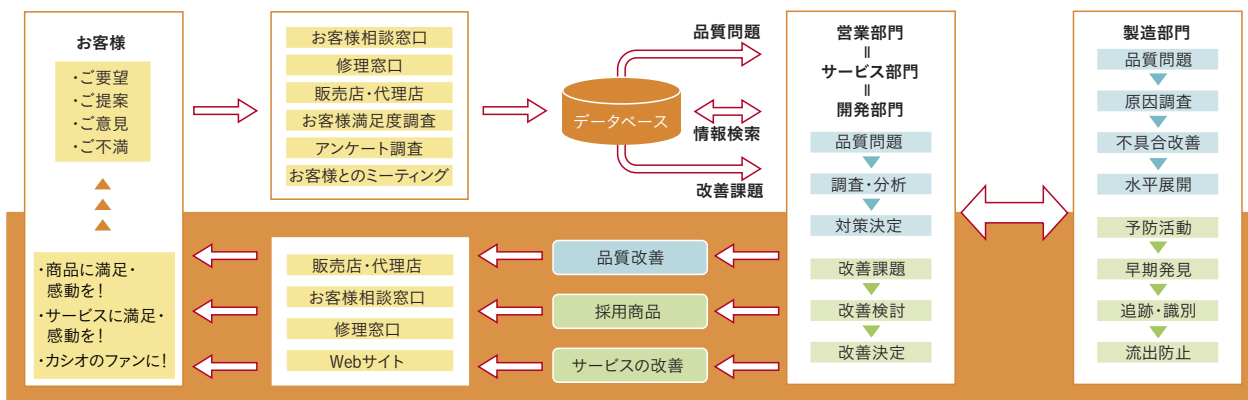 お客様
・ご要望
・ご提案
・ご意見
・ご不満
・商品に満足・
感動を！
・サービスに満足・
感動を！
・カシオのファンに！
お客様相談窓口
修理窓口
販売店・代理店
お客様満足度調査
アンケート調査
お客様とのミーティング
販売店・代理店
お客様相談窓口
修理窓口
Webサイト
データベース
品質問題
情報検索
改善課題
品質改善
採用商品
サービスの改善
営業部門
＝
サービス部門
＝
開発部門
品質問題
調査・分析
対策決定
改善課題
改善検討
改善決定
製造部門
品質問題
原因調査
不具合改善
水平展開
予防活動
早期発見
追跡・識別
流出防止